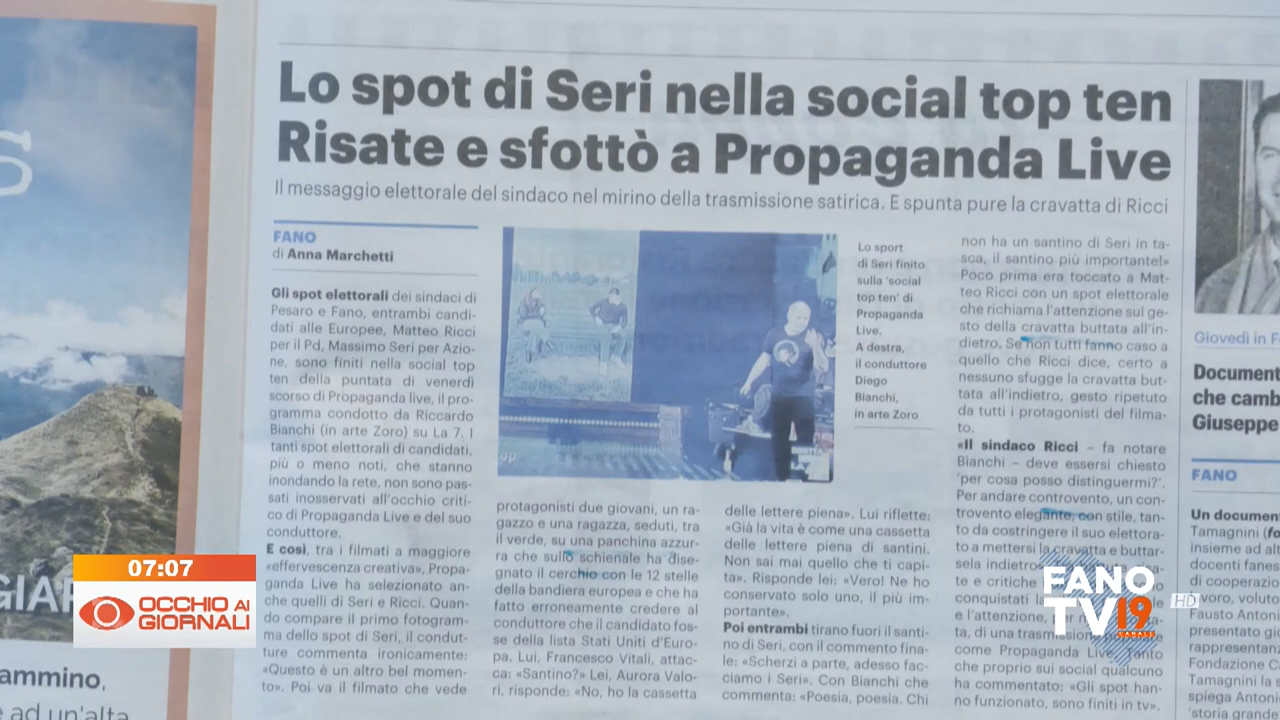 Lo spot di Seri nella social top ten
Risate e sfottò a Propaganda Live
Il messaggio elettorale del sindaco nel mirino della trasmissione satirica. E spunta pure la cravatta di Ricci
FANO
di Anna Marchetti
Gli spot elettorali dei sindaci di
Pesaro e Fano, entrambi candi-
dati alle Europee, Matteo Ricci
per il Pd, Massimo Seri per Azio-
ne, sono finiti nella social top
ten della puntata di venerdì
scorso di Propaganda live, il pro-
gramma condotto da Riccardo
Bianchi (in arte Zoro) su La 7. I
tanti spot elettorali di candidati,
più o meno noti, che stanno
inondando la rete, non sono pas-
sati inosservati all'occhio criti-
co di Propaganda Live e del suo
conduttore.
E così, tra i filmati a maggiore
«effervescenza creativa», Propa-
ganda Live ha selezionato an-
che quelli di Seri e Ricci. Quan-
do compare il primo fotogram-
ma dello spot di Seri, il condut-
ture commenta ironicamente:
«Questo è un altro bel momen-
to». Poi va il filmato che vede
protagonisti due giovani, un ra-
gazzo e una ragazza, seduti, tra
il verde, su una panchina azzur-
ra che sullo schienale ha dise-
gnato il cerchio con le 12 stelle
della bandiera europea e che ha
fatto erroneamente credere al
conduttore che il candidato fos-
se della lista Stati Uniti d'Euro-
pa. Lui, Francesco Vitali, attac-
ca: «Santino?» Lei, Aurora Valo-
ri, risponde: «No, ho la cassetta
delle lettere piena». Lui riflette:
«Già la vita è come una cassetta
delle lettere piena di santini.
Non sai mai quello che ti capi-
ta». Risponde lei: «Vero! Ne ho
conservato solo uno, il più im-
portante».
Poi entrambi tirano fuori il santi-
no di Seri, con il commento fina-
le: «Scherzi a parte, adesso fac-
ciamo i Seri». Con Bianchi che
commenta: «Poesia, poesia. Chi
Lo sport
di Seri finito
sulla 'social
top ten' di
Propaganda
Live.
A destra,
il conduttore
Diego
Bianchi,
in arte Zoro
non ha un santino di Seri in ta-
sca, il santino più importante!»
Poco prima era toccato a Mat-
teo Ricci con un spot elettorale
che richiama l'attenzione sul ge-
sto della cravatta buttata all'in-
dietro. Se non tutti fanno caso a
quello che Ricci dice, certo a
nessuno sfugge la cravatta but-
tata all'indietro, gesto ripetuto
da tutti i protagonisti del filma-
to.
«Il sindaco Ricci – fa notare
Bianchi – deve essersi chiesto
'per cosa posso distinguermi?'.
Per andare controvento, un con-
trovento elegante, con stile, tan-
to da costringere il suo elettora-
to a mettersi la cravatta e buttar-
sela indietro
te e critiche
conquistati
e l'attenzione, per
ta, di una trasmissione
come Propaganda Live. Tanto
che proprio sui social qualcuno
ha commentato: «Gli spot han-
no funzionato, sono finiti in tv».
Giovedì in
Document
che camb
Giuseppe
FANO
Un documen
Tamagnini
insieme ad
docenti fanes
di cooperazio
voro, voluto
Fausto Anton
presentato
rappresentan
Fondazione
Tamagnini la
spiega Anton
'storia grande
S
GIAR
ammino,
e ad un'alta
07:07
OCCHIO AI
GIORNALI
FANO
TV 19
CANALE
HD